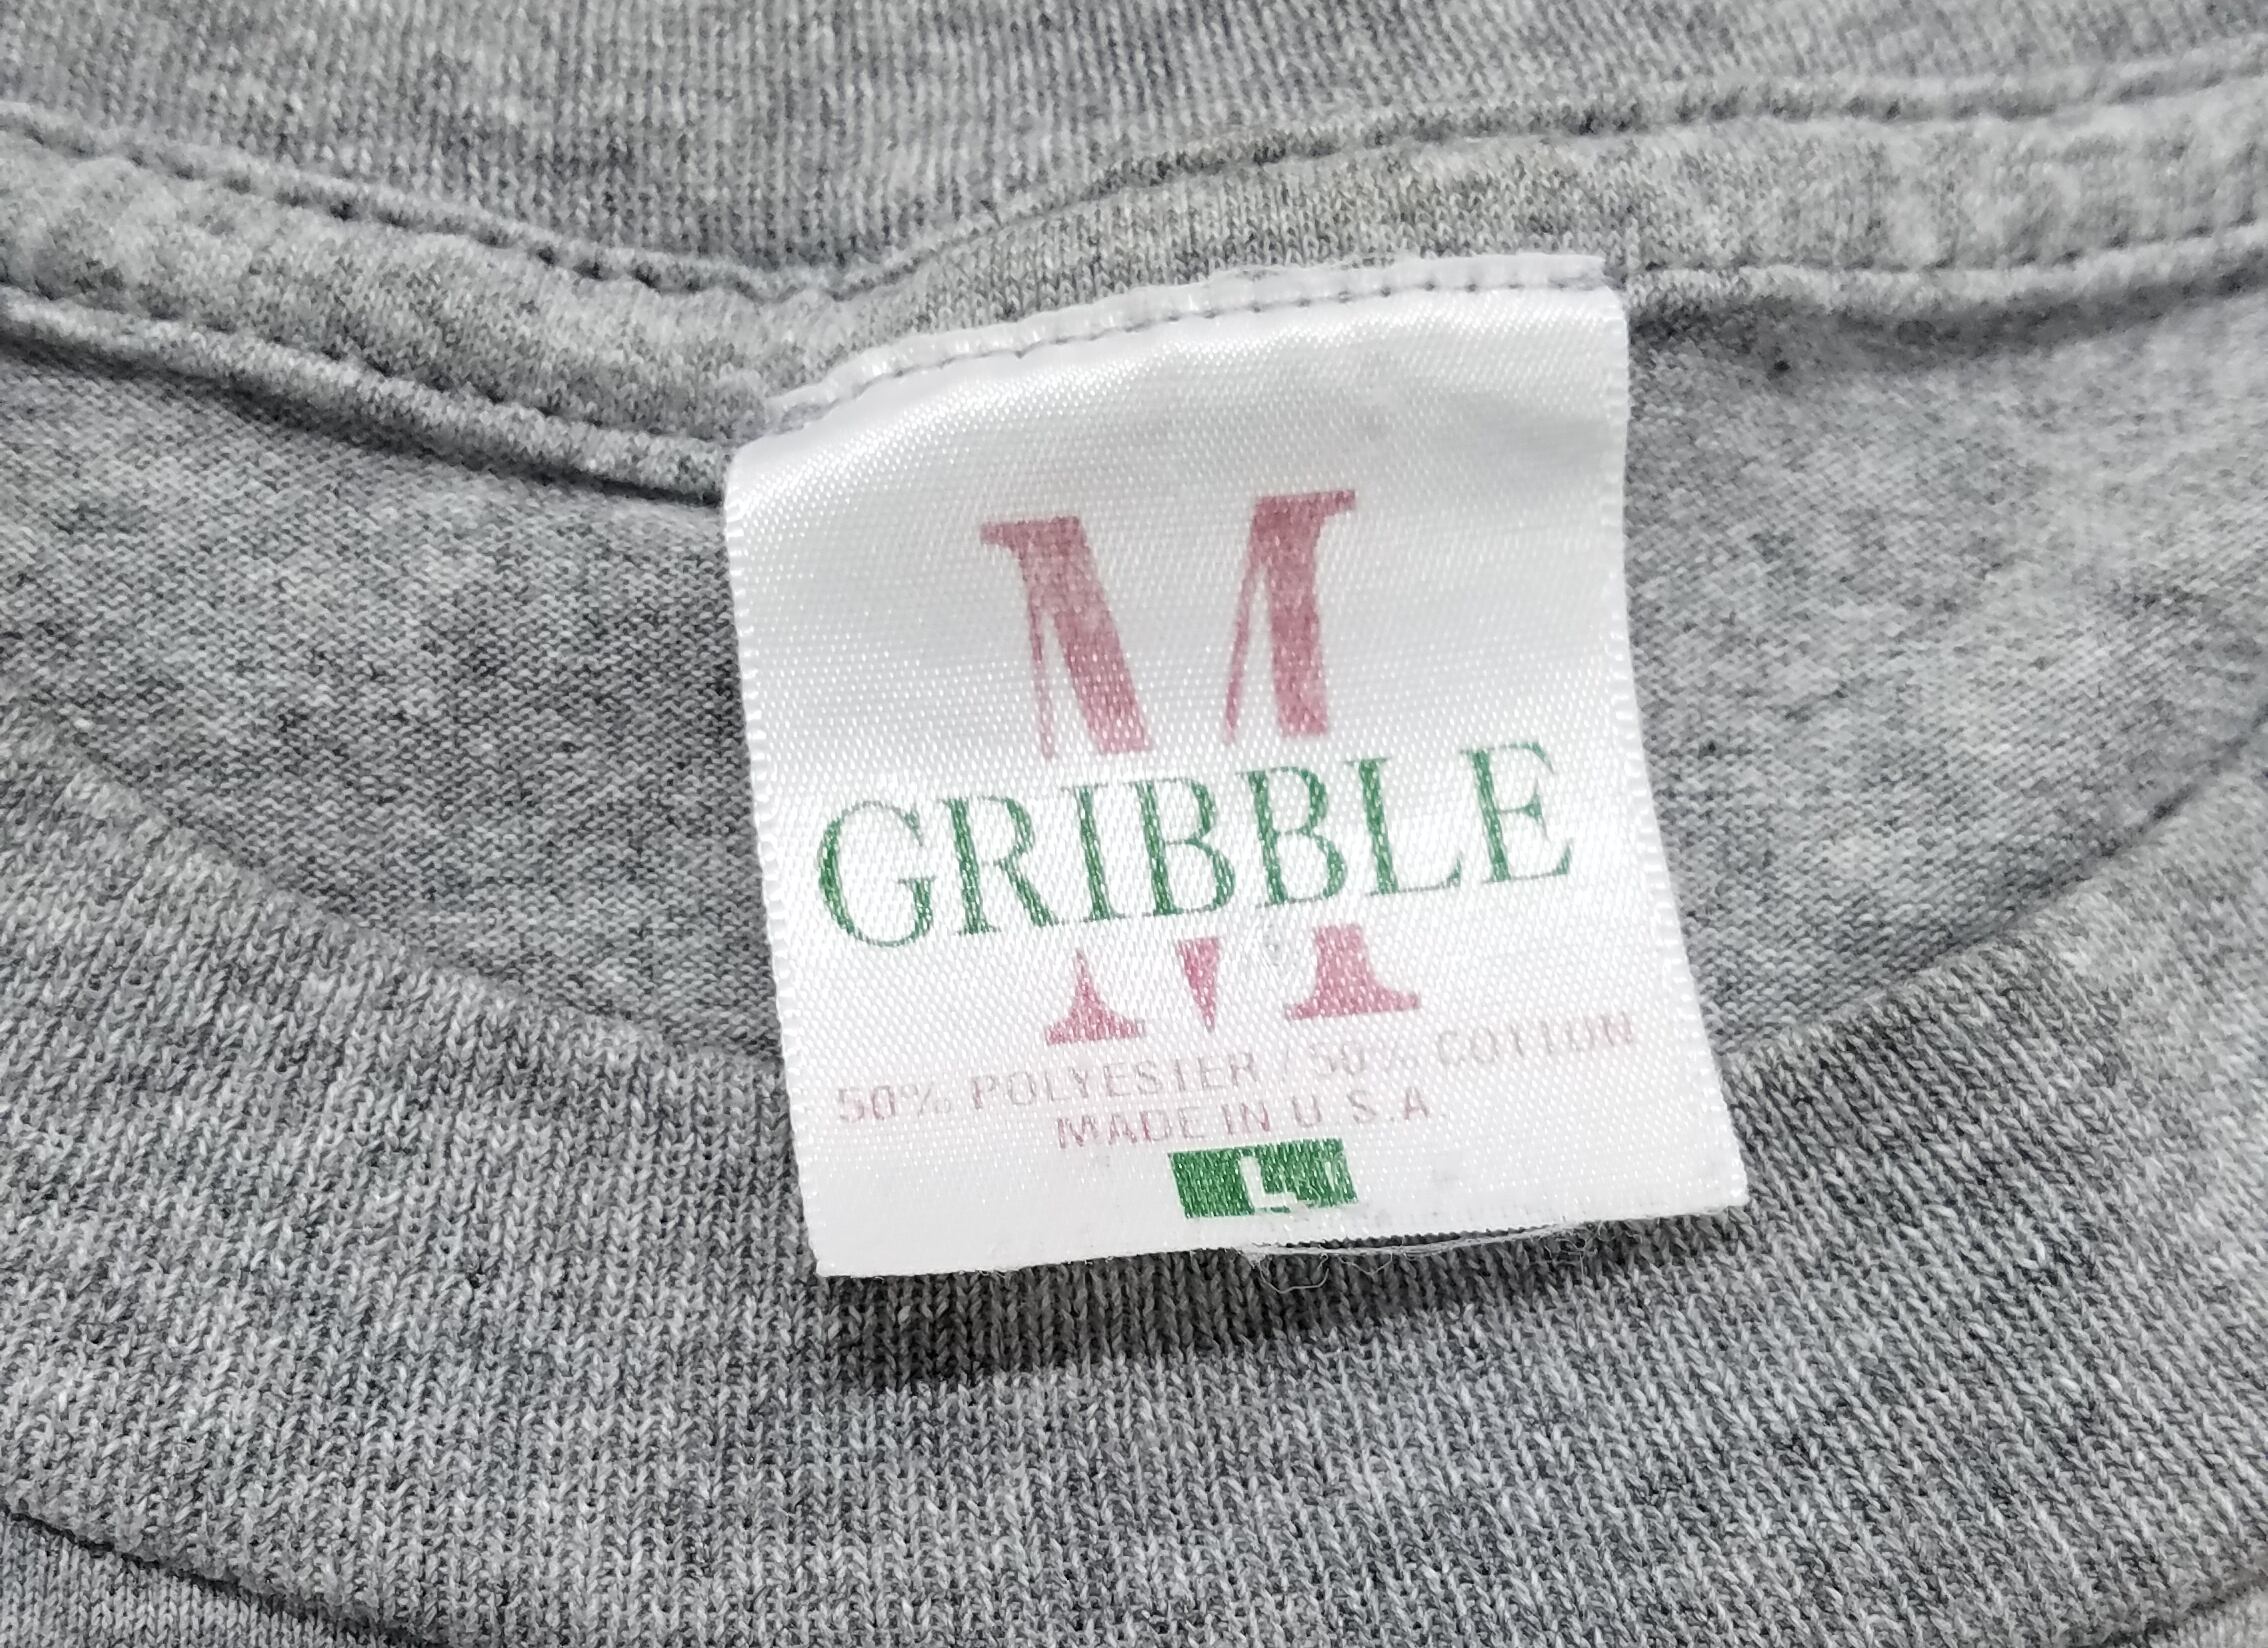 M
GRIBBLE
50% POLYESTER / 50% COTTON
MADE IN U.S.A.
L